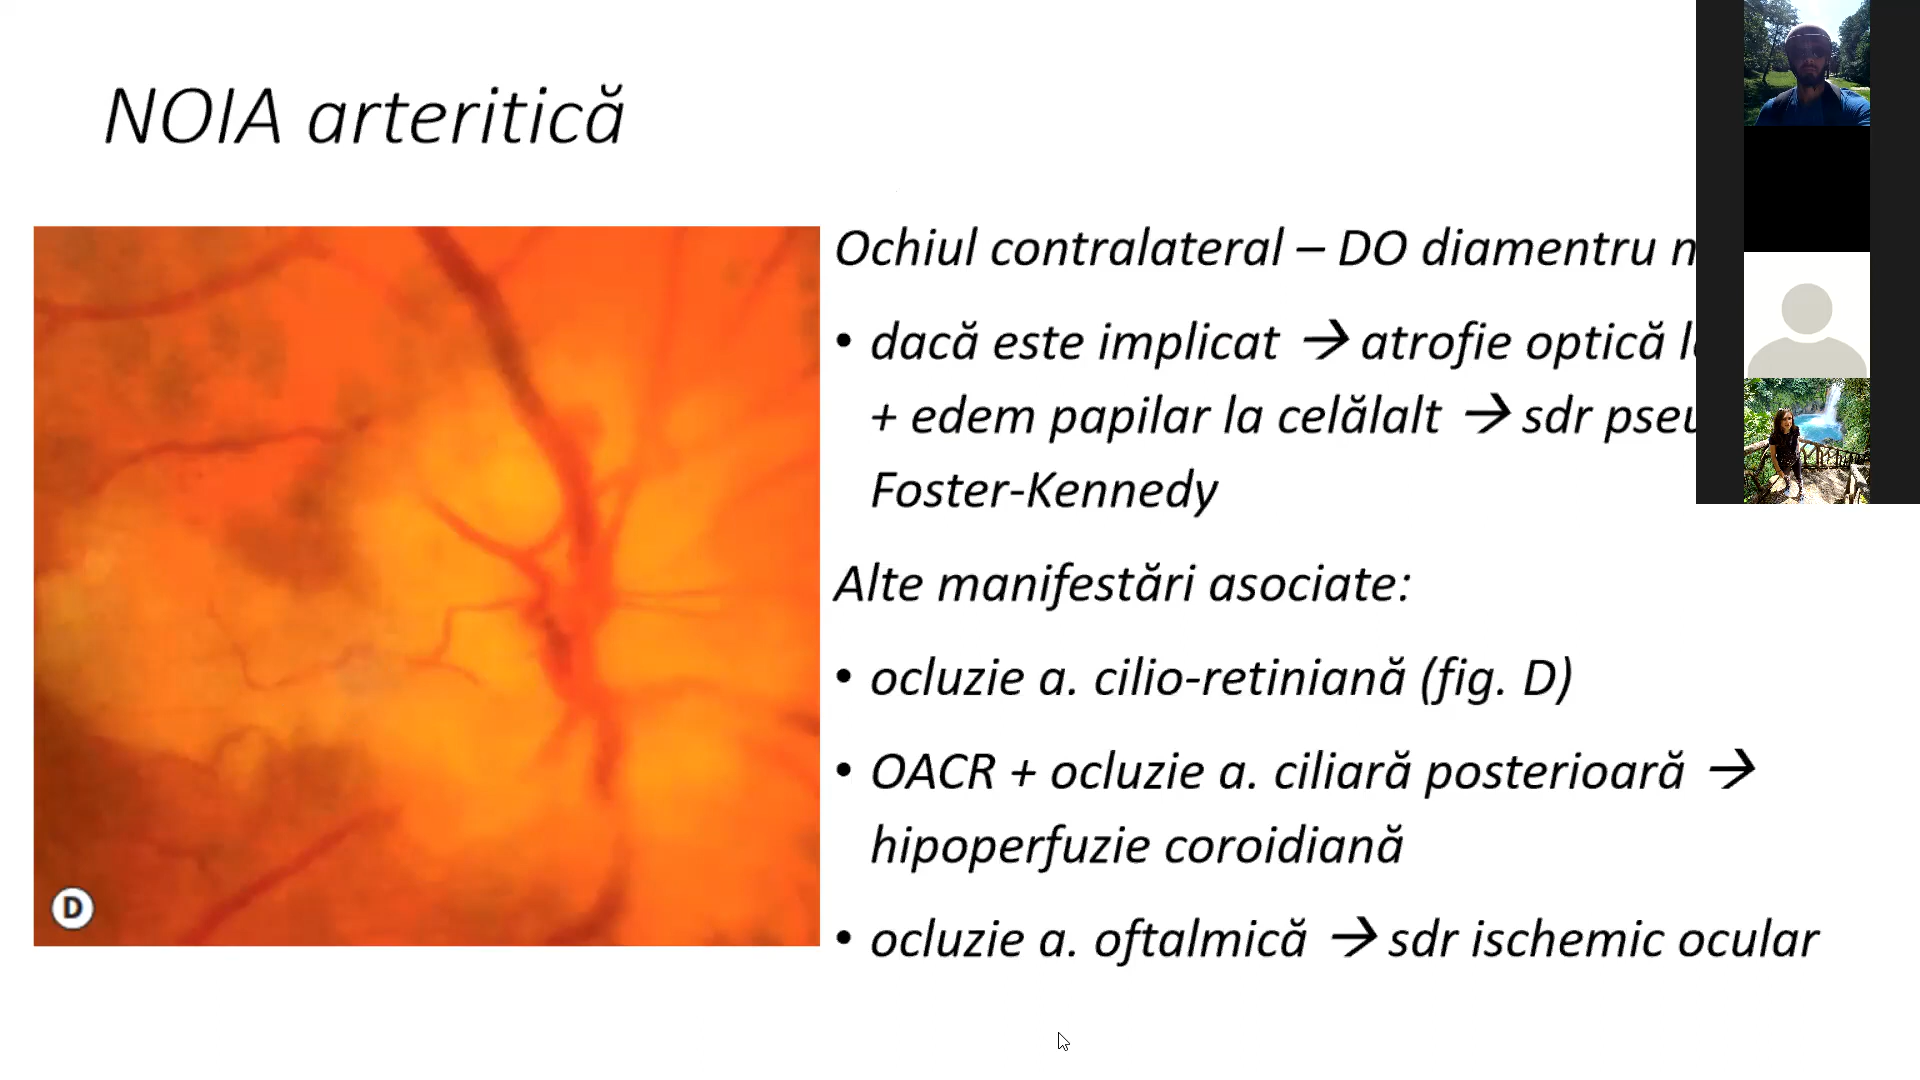 NOIA arteritică
Ochiul contralateral – DO diamentru
• dacă este implicat → atrofie optică
+ edem papilar la celălalt → sdr
Foster-Kennedy
Alte manifestări asociate:
• ocluzie a. cilio-retiniană (fig. D)
• OACR + ocluzie a. ciliară posterioară →
hipoperfuzie coroidiană
• ocluzie a. oftalmică → sdr ischemic ocular
D